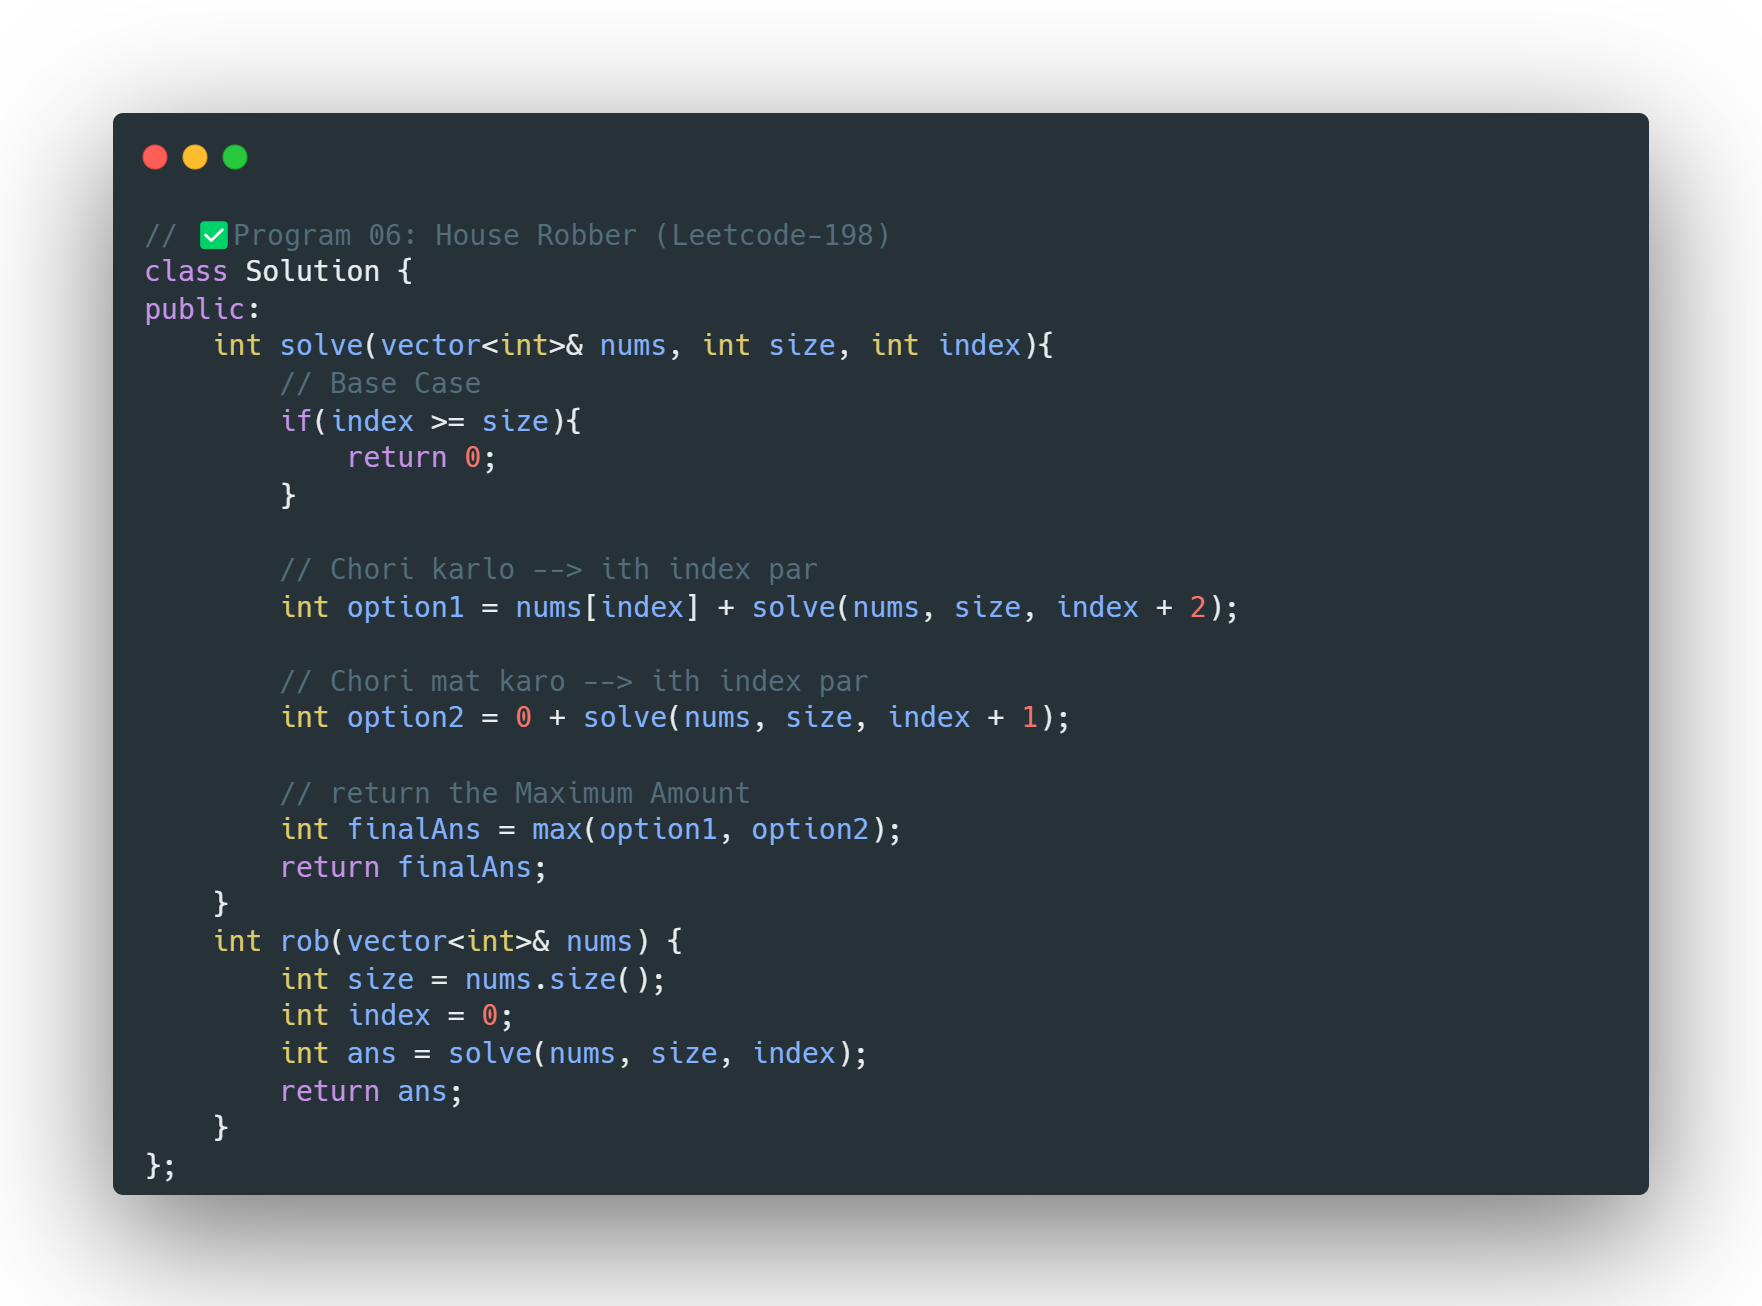 // ✅Program 06: House Robber (Leetcode-198)
class Solution {
public:
    int solve(vector<int>& nums, int size, int index){
        // Base Case
        if(index >= size){
            return 0;
        }

        // Chori karlo --> ith index par
        int option1 = nums[index] + solve(nums, size, index + 2);

        // Chori mat karo --> ith index par
        int option2 = 0 + solve(nums, size, index + 1);

        // return the Maximum Amount
        int finalAns = max(option1, option2);
        return finalAns;
    }
    int rob(vector<int>& nums) {
        int size = nums.size();
        int index = 0;
        int ans = solve(nums, size, index);
        return ans;
    }
};